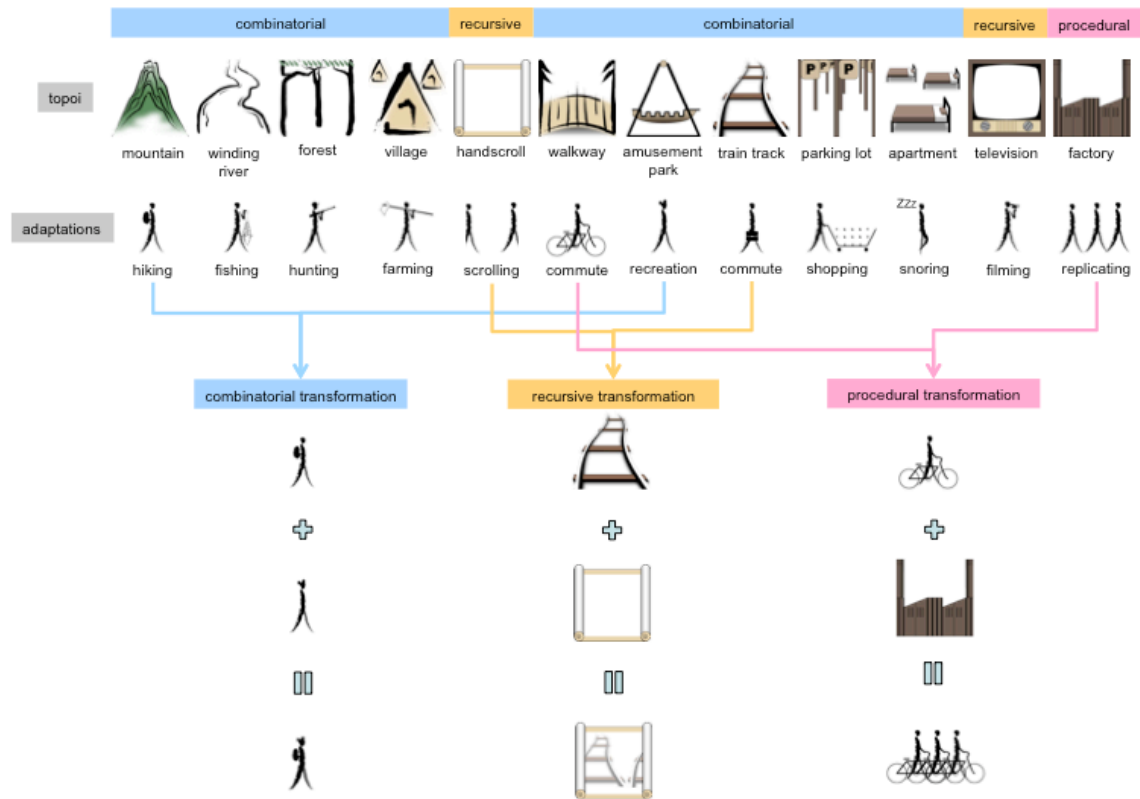 combinatorial recursive combinatorial recursive procedural
P P
topoi
mountain winding river forest village handscroll walkway amusement park train track parking lot apartment television factory
ZZz
adaptations
hiking fishing hunting farming scrolling commute recreation commute shopping snoring filming replicating
combinatorial transformation recursive transformation procedural transformation